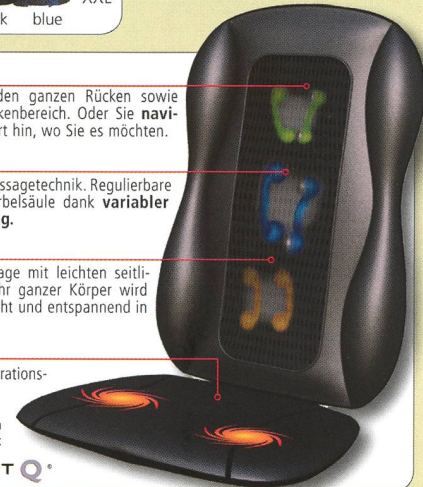 XXL
k blue
den ganzen Rücken sowie
kenbereich. Oder Sie navi-
rt hin, wo Sie es möchten.
ssagetechnik. Regulierbare
rbelsäule dank variabler
g.
age mit leichten seitli-
hr ganzer Körper wird
ht und entspannend in
rations-
T Q®